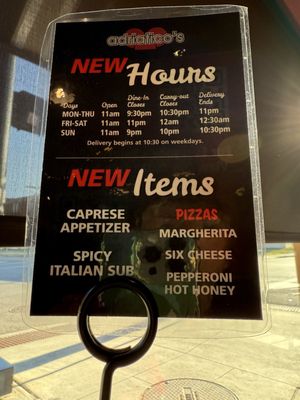 adriatico's
NEW Hours
Days Open Dine-In Closes Carry-out Closes Delivery Ends
MON-THU 11am 9:30pm 10:30pm 11pm
FRI-SAT 11am 11pm 12am 12:30am
SUN 11am 9pm 10pm 10:30pm
Delivery begins at 10:30 on weekdays.
NEW Items
CAPRESE
APPETIZER
SPICY
ITALIAN SUB
PIZZAS
MARGHERITA
SIX CHEESE
PEPPERONI
HOT HONEY